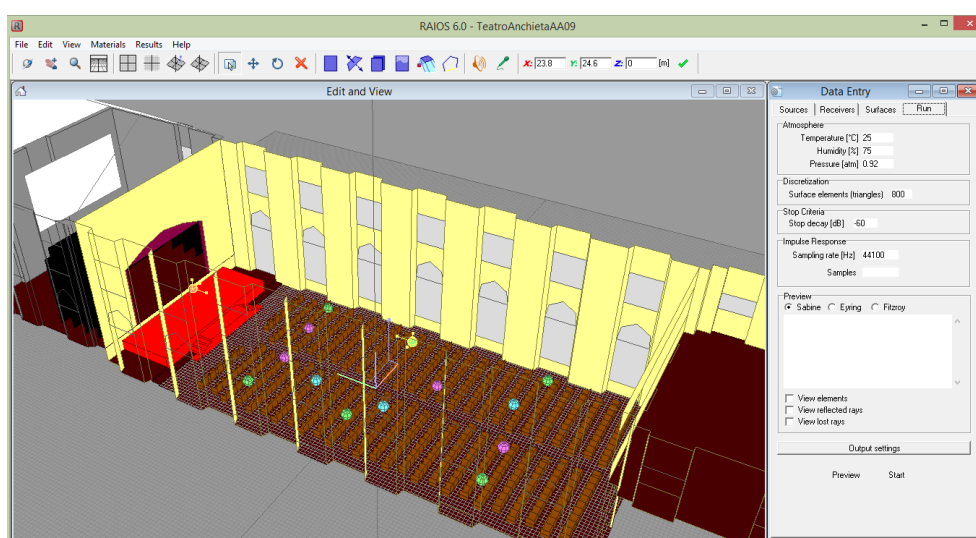 RAIOS 6.0 - TeatroAnchietaAA09
File Edit View Materials Results Help
X: 23.8 Y: 24.6 Z: 0 [m]
Edit and View
Data Entry
Sources Receivers Surfaces Run
Atmosphere
Temperature [°C] 25
Humidity [%] 75
Pressure [atm] 0.92
Discretization
Surface elements (triangles) 800
Stop Criteria
Stop decay [dB] -60
Impulse Response
Sampling rate [Hz] 44100
Samples
Preview
Sabine Eyring Fitzroy
View elements
View reflected rays
View lost rays
Output settings
Preview Start